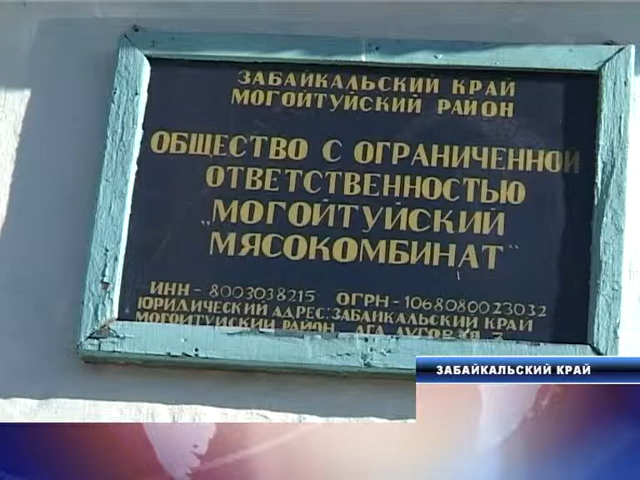 ЗАБАЙКАЛЬСКИЙ КРАЙ
МОГОЙТУЙСКИЙ РАЙОН
ОБЩЕСТВО С ОГРАНИЧЕННОЙ
ОТВЕТСТВЕННОСТЬЮ
„МОГОЙТУЙСКИЙ
МЯСОКОМБИНАТ"
ИНН-8003038215 ОГРН-1068080023032
ЮРИДИЧЕСКИЙ АДРЕС: ЗАБАЙКАЛЬСКИЙ КРАЙ
МОГОЙТУЙСКИЙ РАЙОН
ЗАБАЙКАЛЬСКИЙ КРАЙ